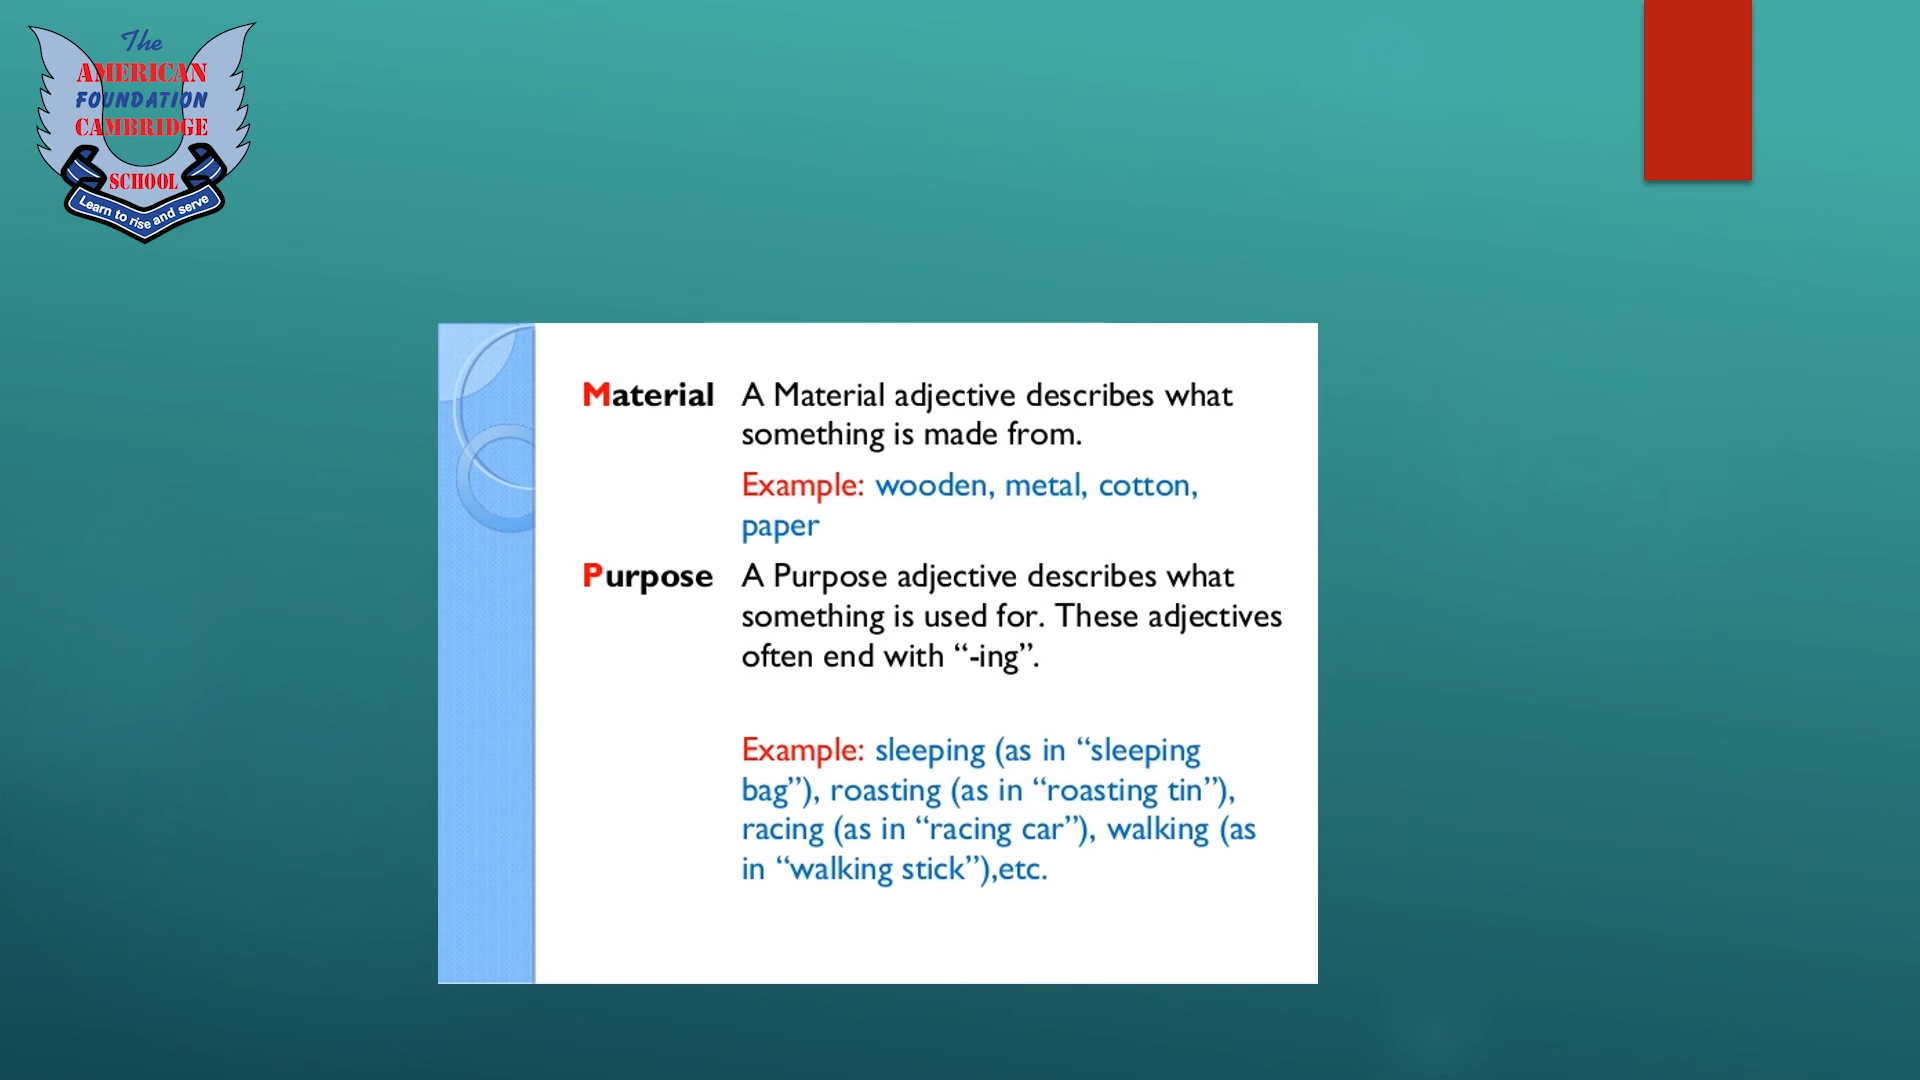 The
AMERICAN
FOUNDATION
CAMBRIDGE
SCHOOL
Learn to rise and serve
Material A Material adjective describes what
something is made from.
Example: wooden, metal, cotton,
paper
Purpose A Purpose adjective describes what
something is used for. These adjectives
often end with “-ing”.
Example: sleeping (as in “sleeping
bag”), roasting (as in “roasting tin”),
racing (as in “racing car”), walking (as
in “walking stick”),etc.